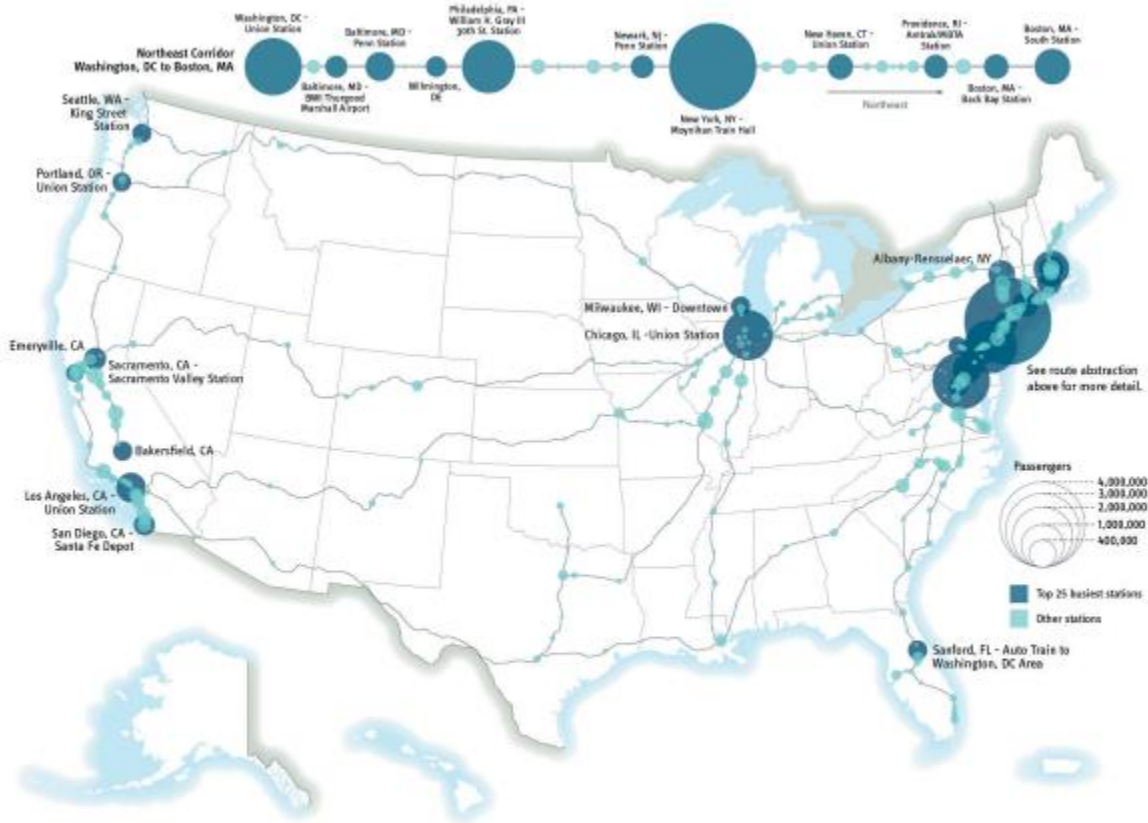 Northeast Corridor
Washington, DC to Boston, MA
Washington, DC -
Union Station
Baltimore, MD -
BWI Thurgood
Marshall Airport
Baltimore, MD -
Penn Station
Wilmington,
DE
Philadelphia, PA -
William H. Gray III
30th St. Station
Newark, NJ -
Penn Station
New York, NY -
Moynihan Train Hall
New Haven, CT -
Union Station
Northeast
Providence, RI -
Amtrak/MBTA
Station
Boston, MA -
Back Bay Station
Boston, MA -
South Station
Seattle, WA -
King Street
Station
Portland, OR -
Union Station
Albany-Rensselaer, NY
Milwaukee, WI - Downtown
Chicago, IL -Union Station
Emeryville, CA
Sacramento, CA -
Sacramento Valley Station
See route abstraction
above for more detail.
Bakersfield, CA
Los Angeles, CA -
Union Station
San Diego, CA -
Santa Fe Depot
Passengers
4,000,000
3,000,000
2,000,000
1,000,000
400,000
Top 25 busiest stations
Other stations
Sanford, FL - Auto Train to
Washington, DC Area